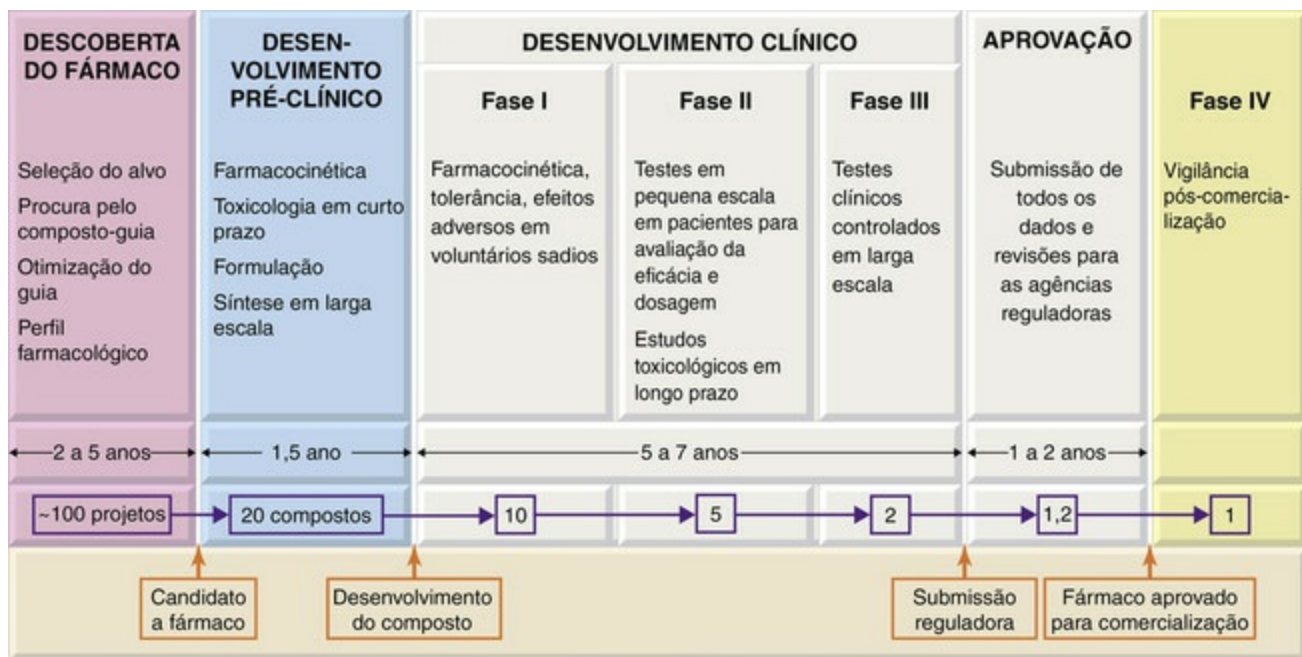 DESCOBERTA
DO FÁRMACO
Seleção do alvo
Procura pelo
composto-guia
Otimização do
guia
Perfil
farmacológico
DESEN-
VOLVIMENTO
PRÉ-CLÍNICO
Farmacocinética
Toxicologia em curto
prazo
Formulação
Síntese em larga
escala
DESENVOLVIMENTO CLÍNICO
Fase I
Farmacocinética,
tolerância, efeitos
adversos em
voluntários sadios
Fase II
Testes em
pequena escala
em pacientes para
avaliação da
eficácia e
dosagem
Estudos
toxicológicos em
longo prazo
Fase III
Testes
clínicos
controlados
em larga
escala
APROVAÇÃO
Submissão de
todos os
dados e
revisões para
as agências
reguladoras
Fase IV
Vigilância
pós-comercia-
lização
2 a 5 anos
1,5 ano
5 a 7 anos
1 a 2 anos
~100 projetos
20 compostos
10
5
2
1,2
1
Candidato
a fármaco
Desenvolvimento
do composto
Submissão
reguladora
Fármaco aprovado
para comercialização